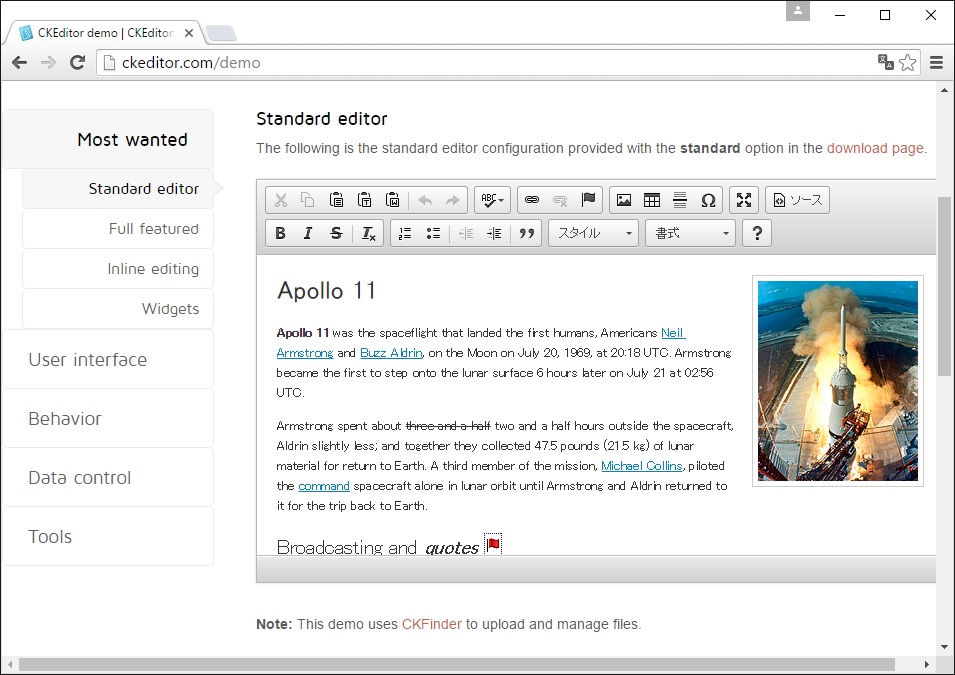 CKEditor demo | CKEditor.
ckeditor.com/demo
Most wanted
Standard editor
Full featured
Inline editing
Widgets
User interface
Behavior
Data control
Tools
Standard editor
The following is the standard editor configuration provided with the standard option in the download page.
ABC
Ω
ソース
B I S Ix
スタイル
書式
?
Apollo 11
Apollo 11 was the spaceflight that landed the first humans, Americans Neil
Armstrong and Buzz Aldrin, on the Moon on July 20, 1969, at 20:18 UTC. Armstrong
became the first to step onto the lunar surface 6 hours later on July 21 at 02:56
UTC.
Armstrong spent about three and a half two and a half hours outside the spacecraft,
Aldrin slightly less; and together they collected 47.5 pounds (21.5 kg) of lunar
material for return to Earth. A third member of the mission, Michael Collins, piloted
the command spacecraft alone in lunar orbit until Armstrong and Aldrin returned to
it for the trip back to Earth.
Broadcasting and quotes
Note: This demo uses CKFinder to upload and manage files.